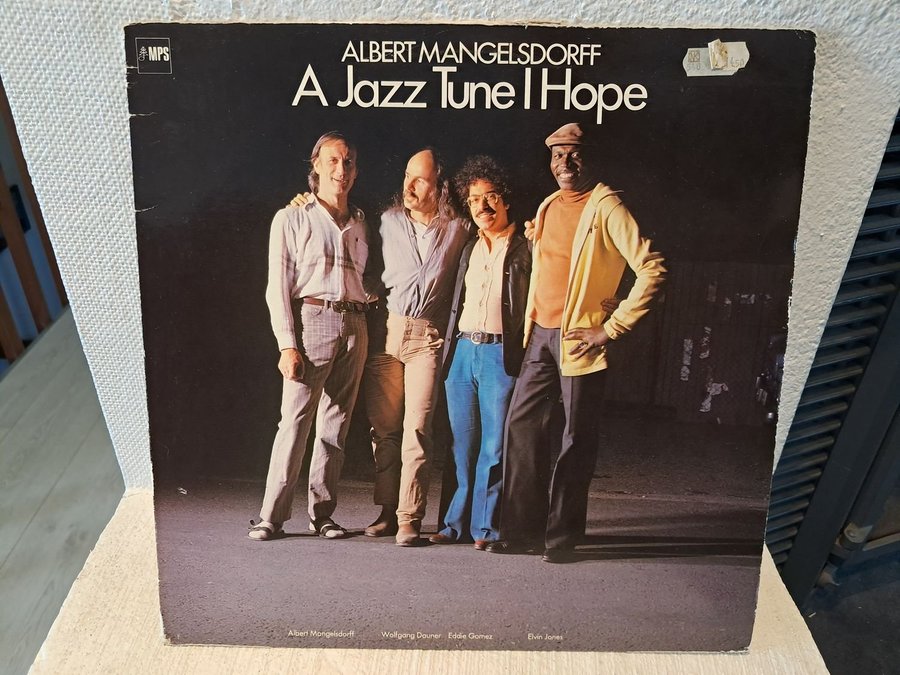 MPS
ALBERT MANGELSDORFF
A Jazz Tune I Hope
Albert Mangelsdorff Wolfgang Dauner Eddie Gomez Elvin Jones